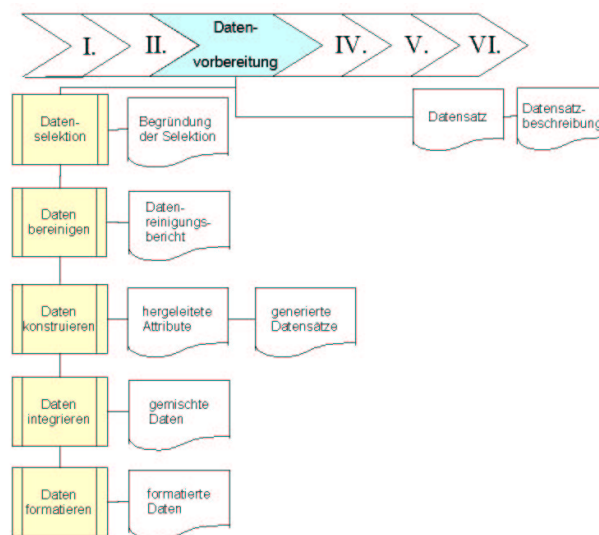 I.
II.
Daten-
vorbereitung
IV.
V.
VI.
Daten-
selektion
Begründung
der Selektion
Datensatz
Datensatz-
beschreibung
Daten
bereinigen
Daten-
reinigungs-
bericht
Daten
konstruieren
hergeleitete
Attribute
generierte
Datensätze
Daten
integrieren
gemischte
Daten
Daten
formatieren
formatierte
Daten